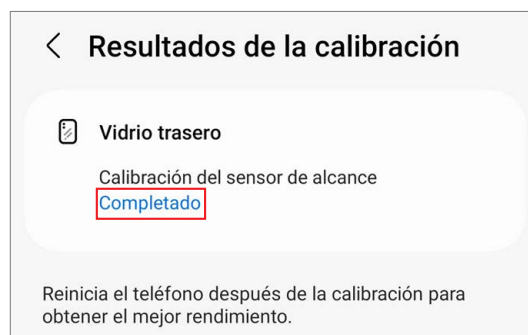 Resultados de la calibración
Vidrio trasero
Calibración del sensor de alcance
Completado
Reinicia el teléfono después de la calibración para
obtener el mejor rendimiento.